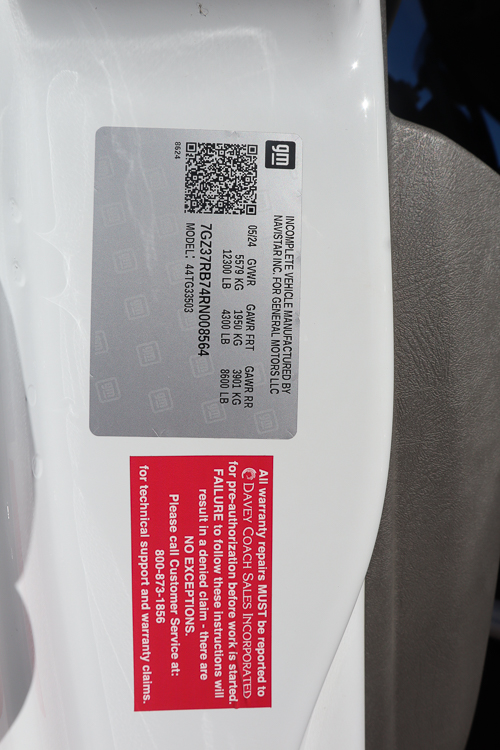 gm
INCOMPLETE VEHICLE MANUFACTURED BY
NAVISTAR INC. FOR GENERAL MOTORS LLC
05/24 GVWR GAWR FRT GAWR RR
5579 KG 1950 KG 3901 KG
12300 LB 4300 LB 8600 LB
7GZ37RB74RN008564
MODEL: 44TG33503
8624
All warranty repairs MUST be reported to
DAVEY COACH SALES INCORPORATED
for pre-authorization before work is started.
FAILURE to follow these instructions will
result in a denied claim - there are
NO EXCEPTIONS.
Please call Customer Service at:
800-873-1856
for technical support and warranty claims.